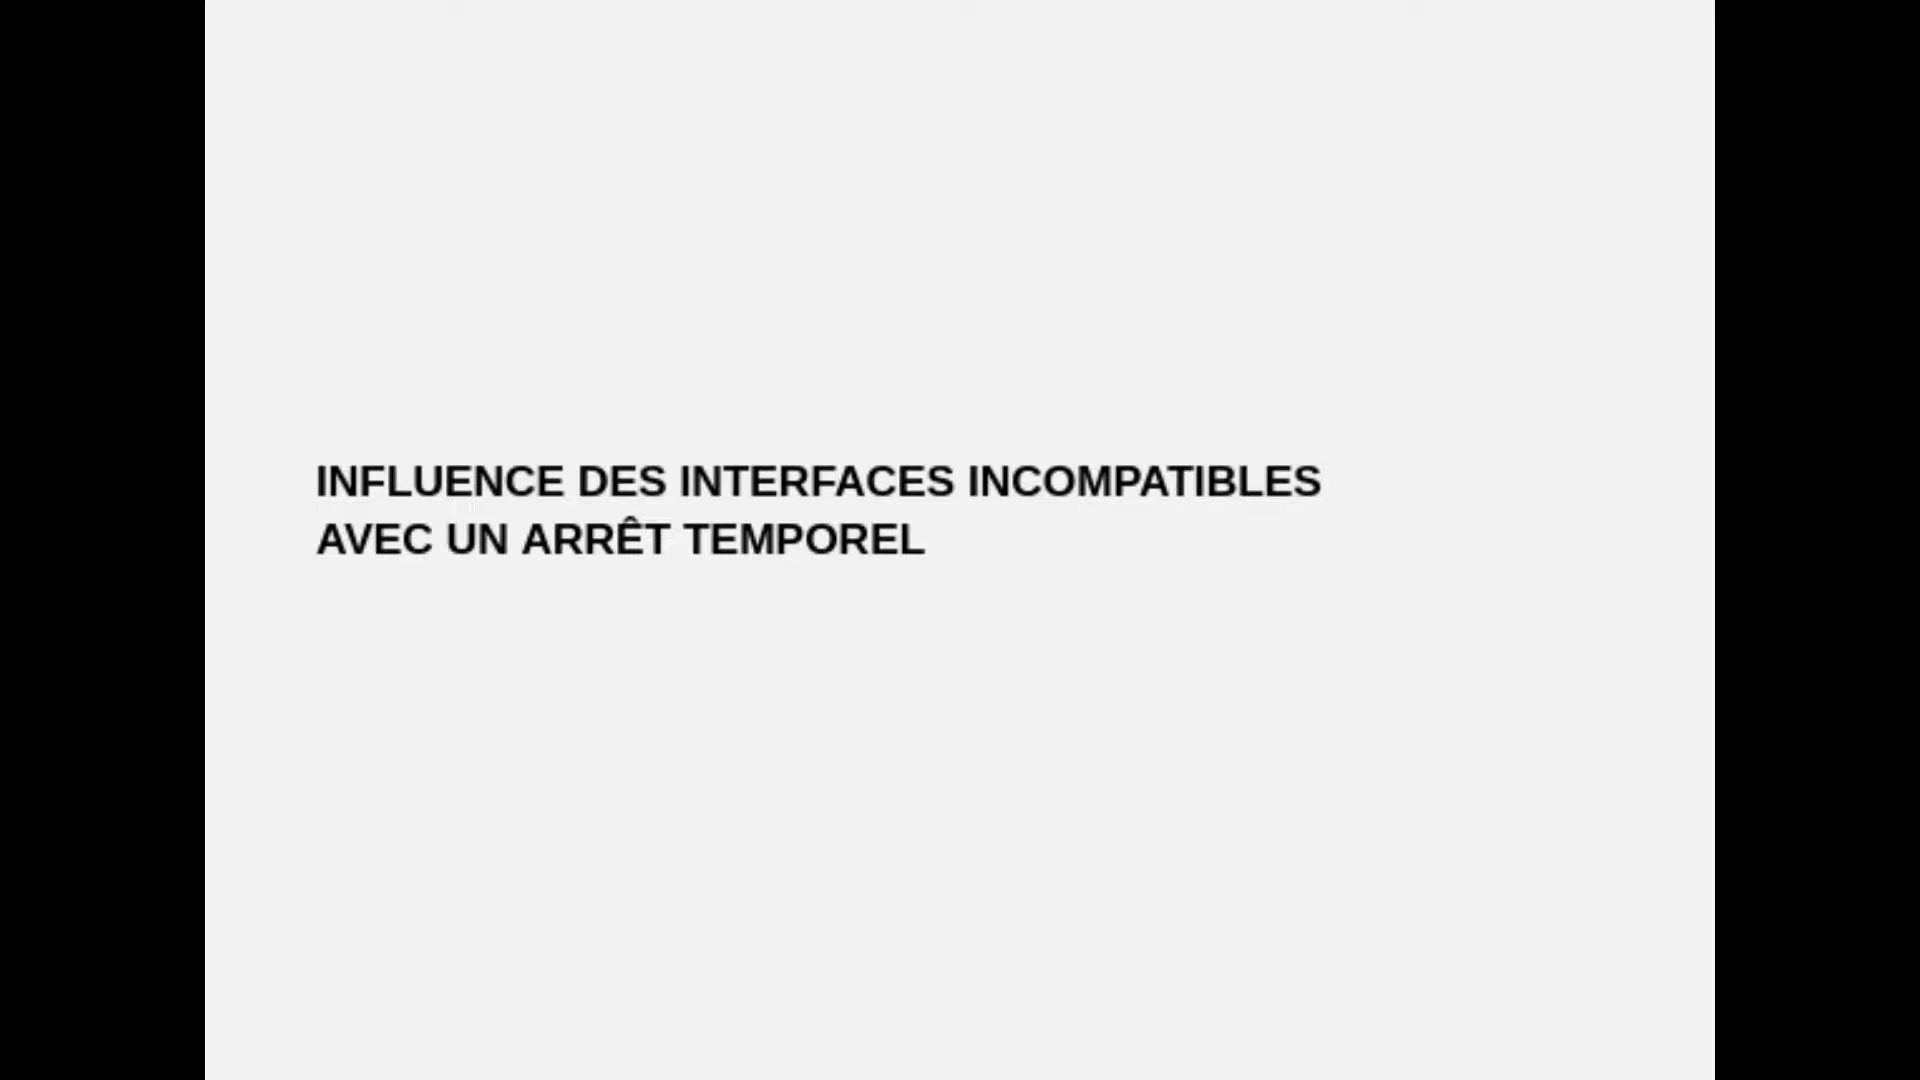 INFLUENCE DES INTERFACES INCOMPATIBLES
AVEC UN ARRÊT TEMPOREL